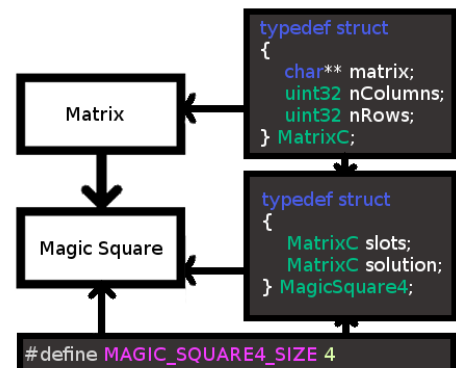 typedef struct
{
char** matrix;
uint32 nColumns;
uint32 nRows;
} MatrixC;
Matrix
typedef struct
{
MatrixC slots;
MatrixC solution;
} MagicSquare4;
Magic Square
#define MAGIC_SQUARE4_SIZE 4